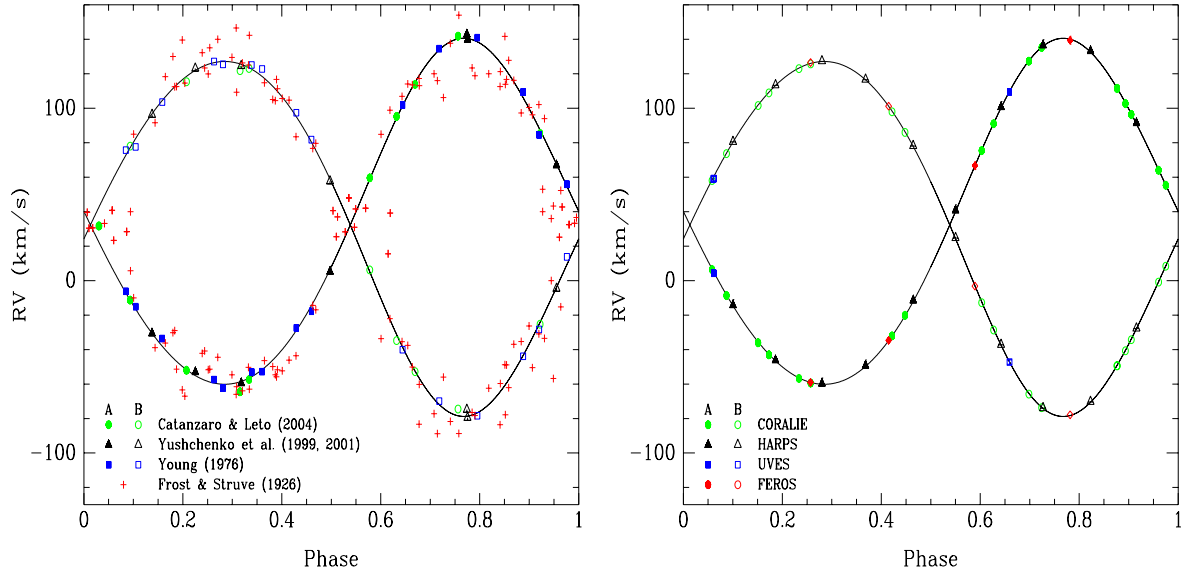 RV (km/s)
100
0
-100
A B
Catanzaro & Leto (2004)
Yushchenko et al. (1999, 2001)
Young (1976)
Frost & Struve (1926)
0 0.2 0.4 0.6 0.8 1
Phase
RV (km/s)
100
0
-100
A B
CORALIE
HARPS
UVES
FEROS
0 0.2 0.4 0.6 0.8 1
Phase